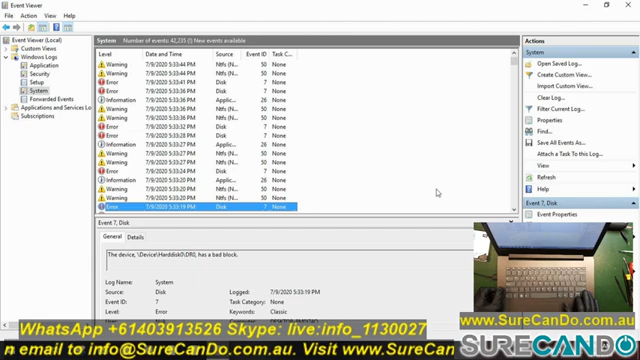 Event Viewer
File Action View Help
Event Viewer (Local)
Custom Views
Windows Logs
Application
Security
Setup
System
Forwarded Events
Applications and Services Lo
Subscriptions
System Number of events: 42,235 (!) New events available
Level Date and Time Source Event ID Task C...
Warning 7/9/2020 5:33:44 PM Ntfs (N... 50 None
Warning 7/9/2020 5:33:44 PM Ntfs (N... 50 None
Error 7/9/2020 5:33:44 PM Disk 7 None
Error 7/9/2020 5:33:36 PM Disk 7 None
Information 7/9/2020 5:33:36 PM Applic... 26 None
Warning 7/9/2020 5:33:36 PM Ntfs (N... 50 None
Warning 7/9/2020 5:33:36 PM Ntfs (N... 50 None
Error 7/9/2020 5:33:32 PM Disk 7 None
Error 7/9/2020 5:33:28 PM Disk 7 None
Information 7/9/2020 5:33:27 PM Applic... 26 None
Warning 7/9/2020 5:33:27 PM Ntfs (N... 50 None
Warning 7/9/2020 5:33:27 PM Ntfs (N... 50 None
Error 7/9/2020 5:33:24 PM Disk 7 None
Information 7/9/2020 5:33:20 PM Applic... 26 None
Warning 7/9/2020 5:33:20 PM Ntfs (N... 50 None
Warning 7/9/2020 5:33:20 PM Ntfs (N... 50 None
Error 7/9/2020 5:33:19 PM Disk 7 None
Event 7, Disk
General Details
The device, \Device\Harddisk0\DR0, has a bad block.
Log Name: System
Source: Disk Logged: 7/9/2020 5:33:19 PM
Event ID: 7 Task Category: None
Level: Error Keywords: Classic
Actions
System
Open Saved Log...
Create Custom View...
Import Custom View...
Clear Log...
Filter Current Log...
Properties
Find...
Save All Events As...
Attach a Task To this Log...
View
Refresh
Help
Event 7, Disk
Event Properties
WhatsApp +61403913526 Skype: live:info_1130027
www.SureCanDo.com.au
n email to info@SureCanDo.com.au. Visit www.SureCan
SURECANDO